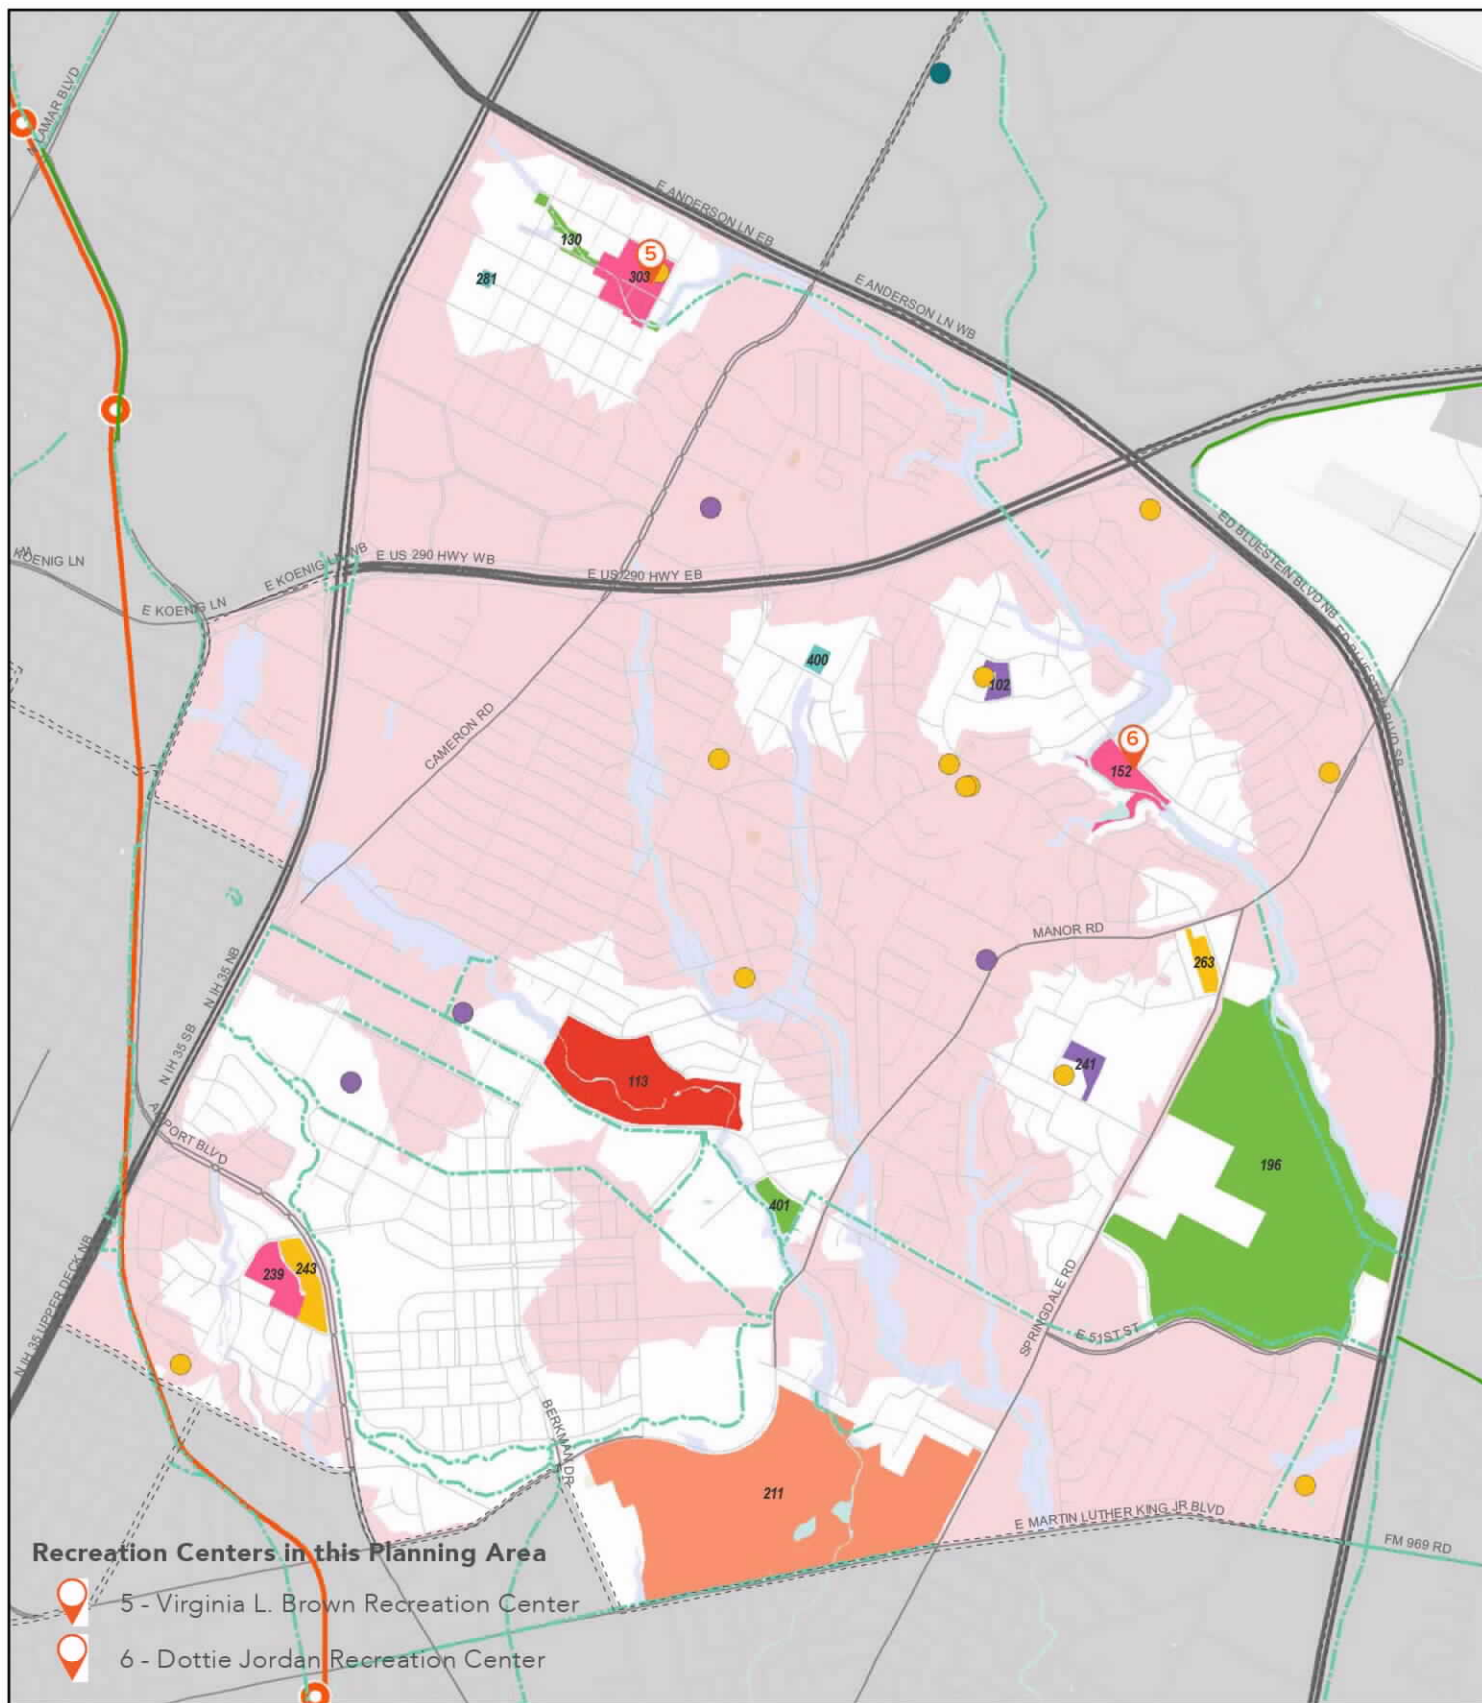 N LAMAR BLVD
E ANDERSON LN EB
5
130
303
281
E ANDERSON LN WB
KOENIG LN
E KOENIG LN WB
E US 290 HWY WB
E US 290 HWY EB
E KOENIG LN
ED BLUESTEIN BLVD NB
ED BLUESTEIN BLVD SB
400
102
CAMERON RD
6
152
MANOR RD
263
N IH 35 NB
N IH 35 SB
113
241
AIRPORT BLVD
196
401
239
243
N IH 35 UPPER DECK NB
SPRINGDALE RD
E 51ST ST
BERKMAN DR
211
E MARTIN LUTHER KING JR BLVD
FM 969 RD
Recreation Centers in this Planning Area
5 - Virginia L. Brown Recreation Center
6 - Dottie Jordan Recreation Center